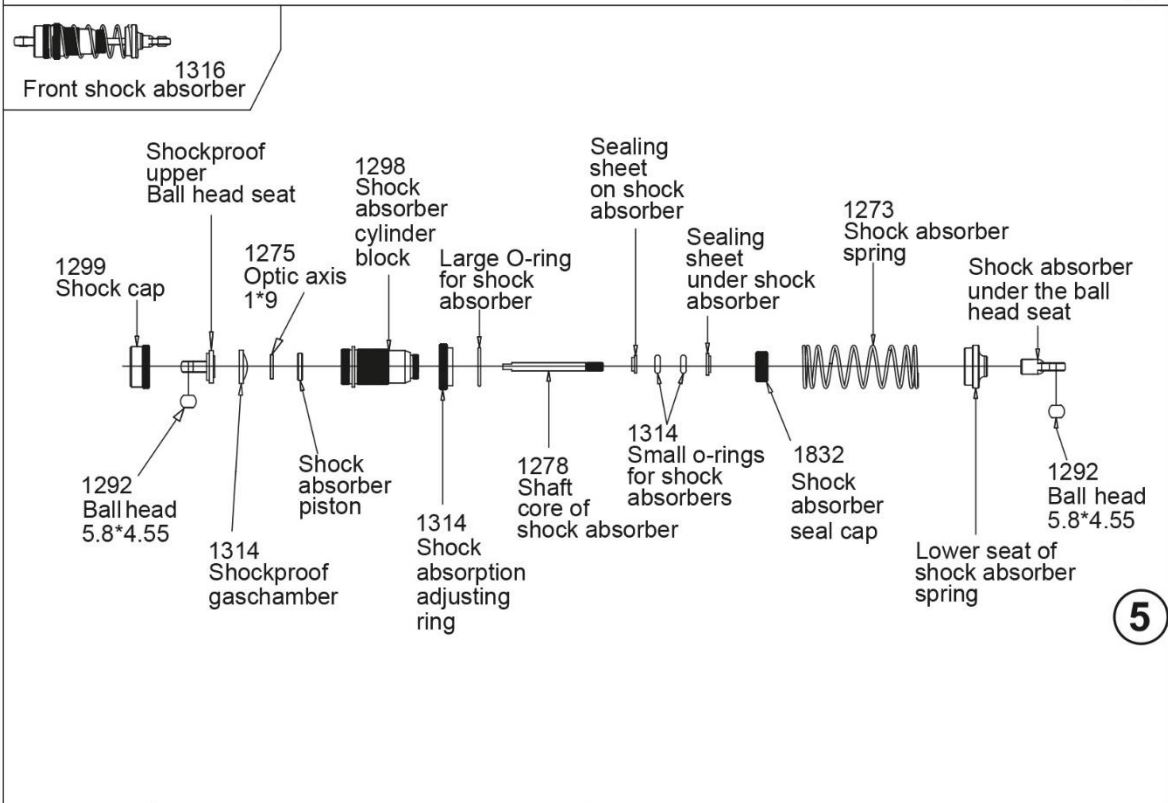 1316
Front shock absorber
Shockproof
upper
Ball head seat
1298
Shock
absorber
cylinder
block
Sealing
sheet
on shock
absorber
1299
Shock cap
1275
Optic axis
1*9
Large O-ring
for shock
absorber
Sealing
sheet
under shock
absorber
1273
Shock absorber
spring
Shock absorber
under the ball
head seat
1292
Ball head
5.8*4.55
1314
Shockproof
gaschamber
Shock
absorber
piston
1314
Shock
absorption
adjusting
ring
1278
Shaft
core of
shock absorber
1314
Small o-rings
for shock
absorbers
1832
Shock
absorber
seal cap
Lower seat of
shock absorber
spring
1292
Ball head
5.8*4.55
5